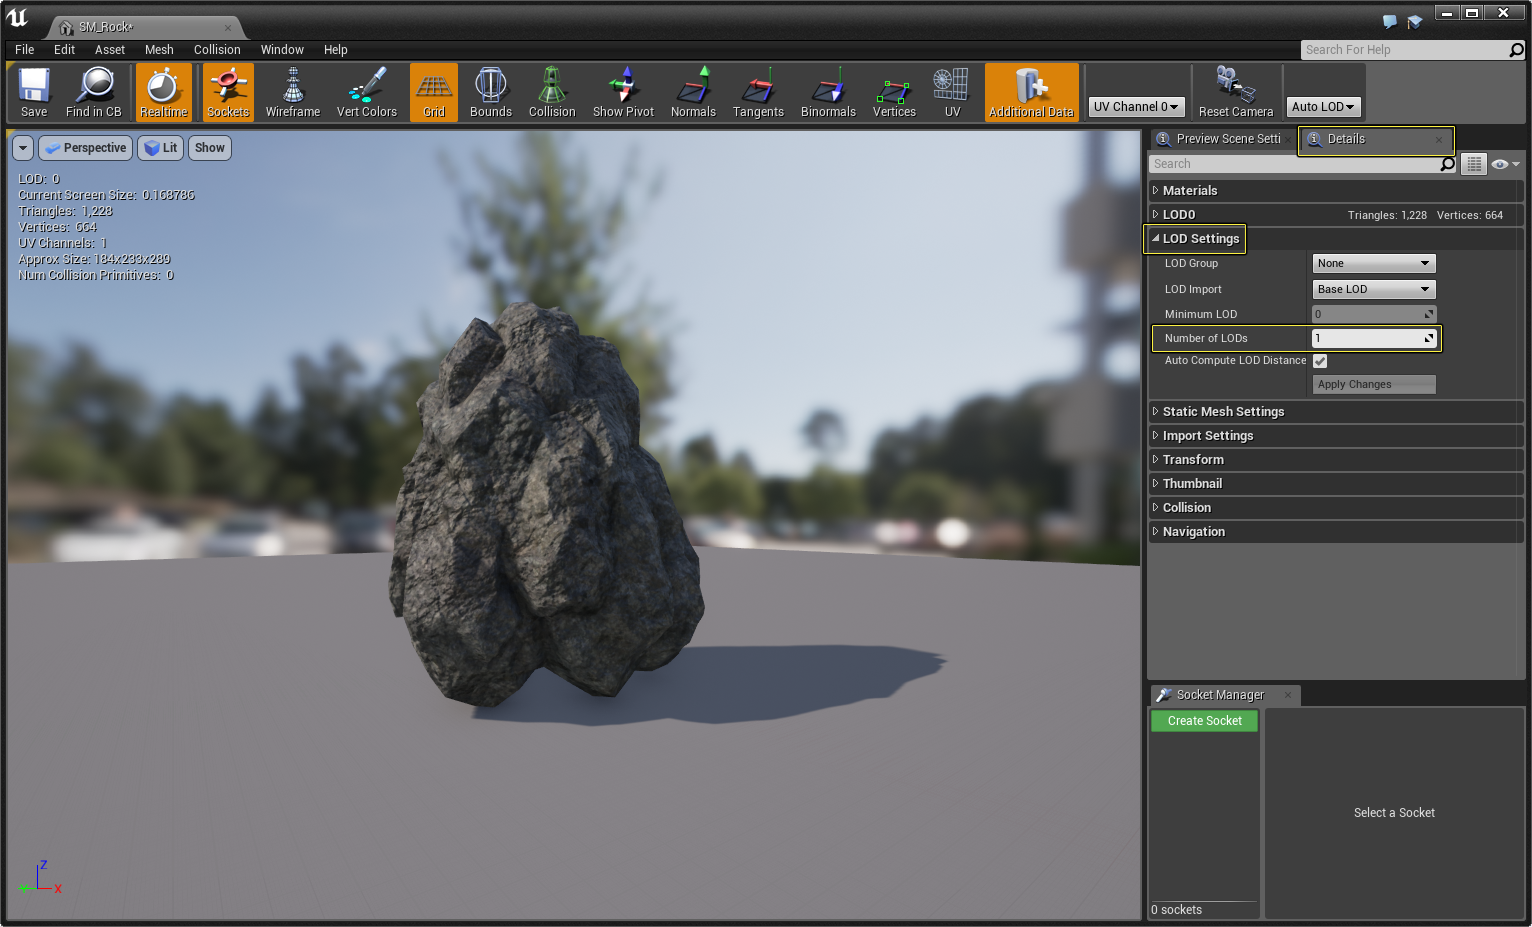 SM_Rock*
File Edit Asset Mesh Collision Window Help
Search For Help
Save Find in CB Realtime Sockets Wireframe Vert Colors Grid Bounds Collision Show Pivot Normals Tangents Binormals Vertices UV Additional Data UV Channel 0 Reset Camera Auto LOD
Perspective Lit Show
LOD: 0
Current Screen Size: 0.168786
Triangles: 1,228
Vertices: 664
UV Channels: 1
Approx Size: 184x233x289
Num Collision Primitives: 0
Z
Y X
Preview Scene Setti Details
Search
Materials
LOD0 Triangles: 1,228 Vertices: 664
LOD Settings
LOD Group None
LOD Import Base LOD
Minimum LOD 0
Number of LODs 1
Auto Compute LOD Distance
Apply Changes
Static Mesh Settings
Import Settings
Transform
Thumbnail
Collision
Navigation
Socket Manager
Create Socket
Select a Socket
0 sockets